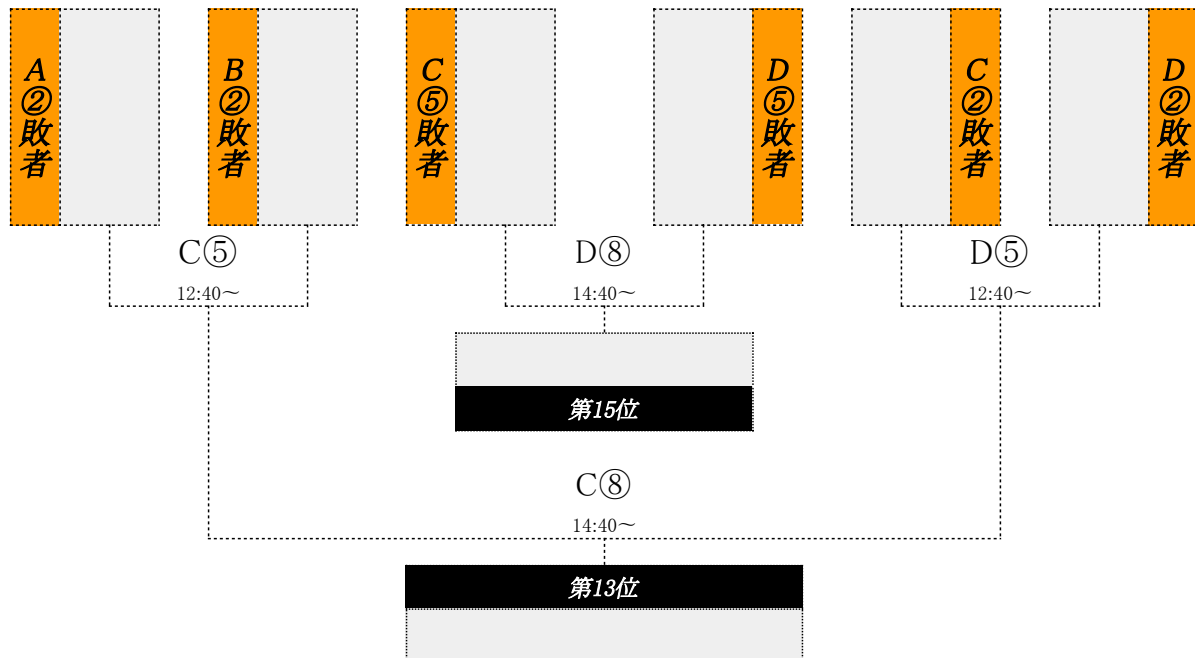 A②敗者
B②敗者
C⑤敗者
D⑤敗者
C②敗者
D②敗者
C⑤
12:40～
D⑧
14:40～
D⑤
12:40～
第15位
C⑧
14:40～
第13位